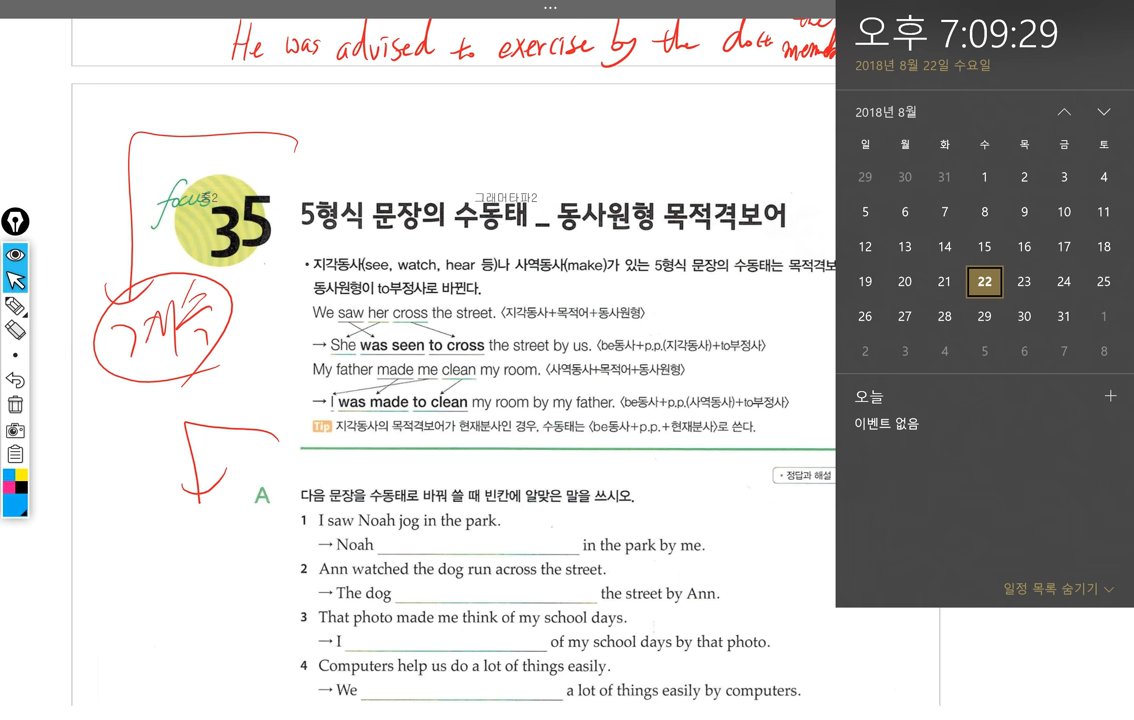 He was advised to exercise by the
오후 7:09:29
2018년 8월 22일 수요일
2018년 8월
일 월 화 수 목 금 토
29 30 31 1 2 3 4
5 6 7 8 9 10 11
12 13 14 15 16 17 18
19 20 21 22 23 24 25
26 27 28 29 30 31 1
2 3 4 5 6 7 8
오늘
이벤트 없음
일정 목록 숨기기
focus
중2
35
그래머타파2
5형식 문장의 수동태 _ 동사원형 목적격보어
• 지각동사(see, watch, hear 등)나 사역동사(make)가 있는 5형식 문장의 수동태는 목적격보
동사원형이 to부정사로 바뀐다.
We saw her cross the street. <지각동사+목적어+동사원형>
→ She was seen to cross the street by us. <be동사+p.p.(지각동사)+to부정사>
My father made me clean my room. <사역동사+목적어+동사원형>
→ I was made to clean my room by my father. <be동사+p.p.(사역동사)+to부정사>
Tip 지각동사의 목적격보어가 현재분사인 경우, 수동태는 <be동사+p.p.+현재분사>로 쓴다.
• 정답과 해설
A 다음 문장을 수동태로 바꿔 쓸 때 빈칸에 알맞은 말을 쓰시오.
1 I saw Noah jog in the park.
→ Noah ____ in the park by me.
2 Ann watched the dog run across the street.
→ The dog ____ the street by Ann.
3 That photo made me think of my school days.
→ I ____ of my school days by that photo.
4 Computers help us do a lot of things easily.
→ We ____ a lot of things easily by computers.